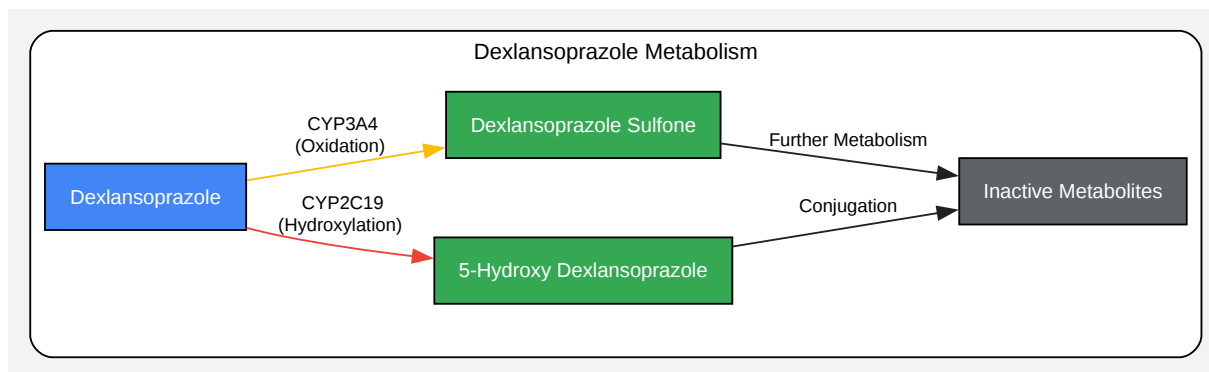 Dexlansoprazole Metabolism
CYP3A4
(Oxidation)
Dexlansoprazole Sulfone
Further Metabolism
Dexlansoprazole
Inactive Metabolites
CYP2C19
(Hydroxylation)
Conjugation
5-Hydroxy Dexlansoprazole